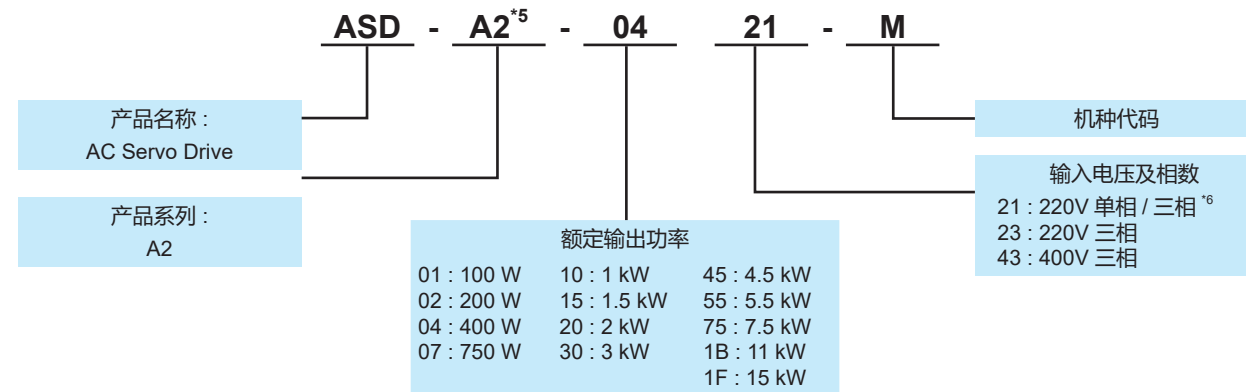 ASD - A2*5 - 04 21 - M
产品名称 :
AC Servo Drive
产品系列 :
A2
额定输出功率
01 : 100 W 10 : 1 kW 45 : 4.5 kW
02 : 200 W 15 : 1.5 kW 55 : 5.5 kW
04 : 400 W 20 : 2 kW 75 : 7.5 kW
07 : 750 W 30 : 3 kW 1B : 11 kW
1F : 15 kW
机种代码
输入电压及相数
21 : 220V 单相 / 三相 *6
23 : 220V 三相
43 : 400V 三相